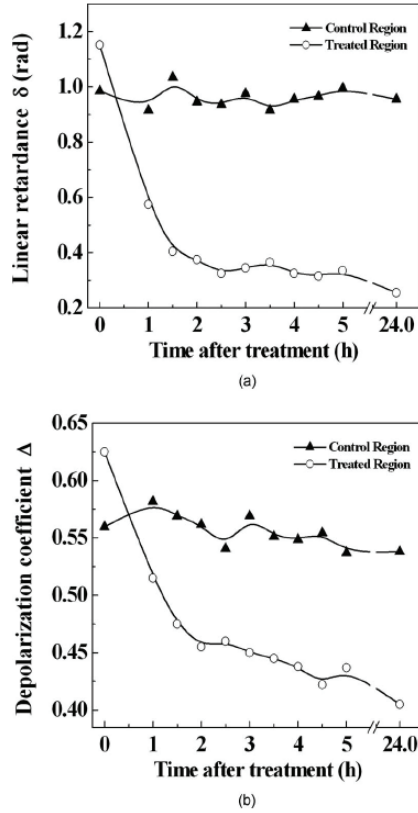 1.2
1.0
0.8
0.6
0.4
0.2
Linear retardance δ (rad)
Control Region
Treated Region
0 1 2 3 4 5 24.0
Time after treatment (h)
(a)
0.65
0.60
0.55
0.50
0.45
0.40
Depolarization coefficient Δ
Control Region
Treated Region
0 1 2 3 4 5 24.0
Time after treatment (h)
(b)